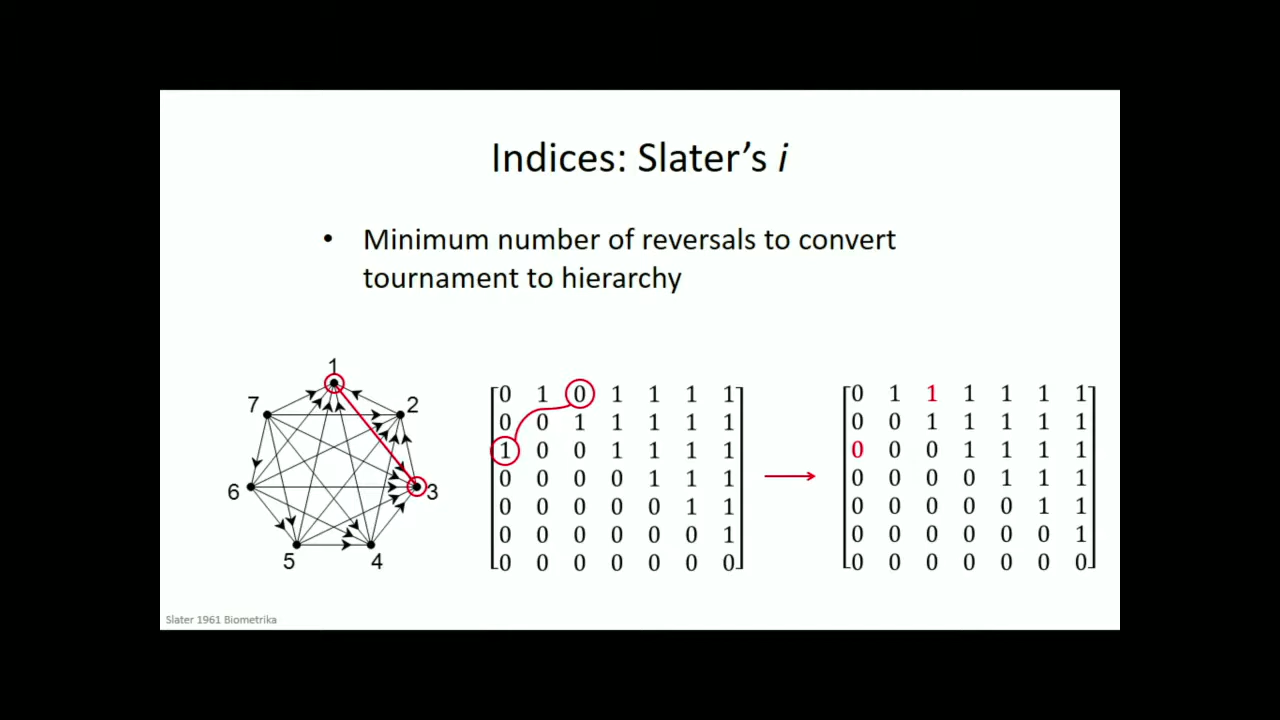 Indices: Slater's i
• Minimum number of reversals to convert
tournament to hierarchy
1
7
2
6
3
5
4
0 1 0 1 1 1 1
0 0 1 1 1 1 1
1 0 0 1 1 1 1
0 0 0 0 1 1 1
0 0 0 0 0 1 1
0 0 0 0 0 0 1
0 0 0 0 0 0 0
0 1 1 1 1 1 1
0 0 1 1 1 1 1
0 0 0 1 1 1 1
0 0 0 0 1 1 1
0 0 0 0 0 1 1
0 0 0 0 0 0 1
0 0 0 0 0 0 0
Slater 1961 Biometrika